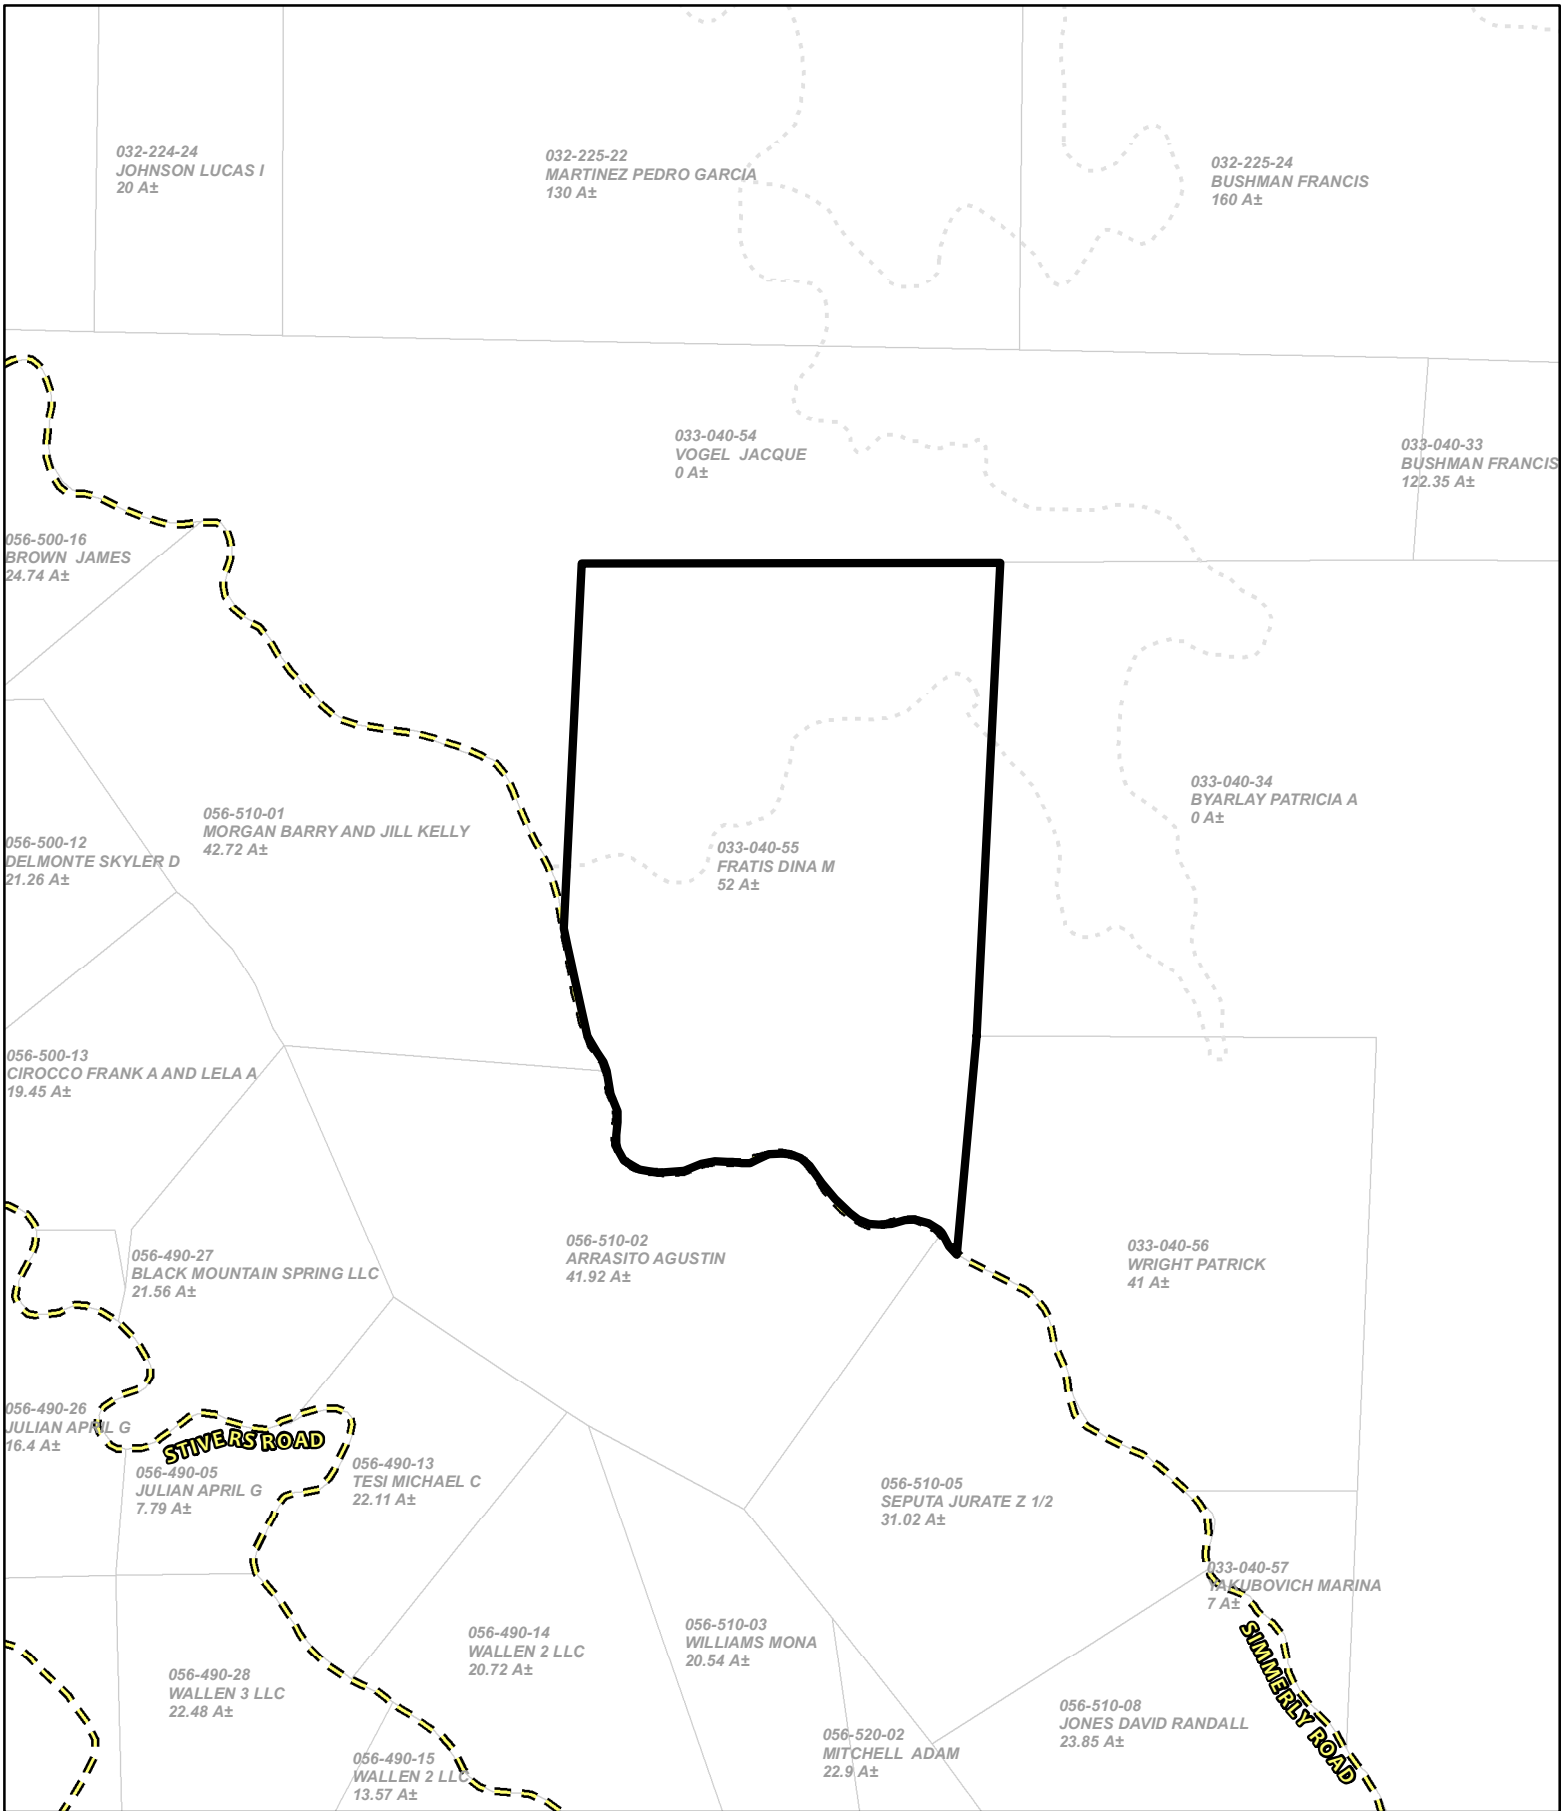 032-224-24
JOHNSON LUCAS I
20 A±
032-225-22
MARTINEZ PEDRO GARCIA
130 A±
032-225-24
BUSHMAN FRANCIS
160 A±
033-040-54
VOGEL  JACQUE
0 A±
033-040-33
BUSHMAN FRANCIS
122.35 A±
056-500-16
BROWN  JAMES
24.74 A±
056-510-01
MORGAN BARRY AND JILL KELLY
42.72 A±
033-040-34
BYARLAY PATRICIA A
0 A±
056-500-12
DELMONTE SKYLER D
21.26 A±
033-040-55
FRATIS DINA M
52 A±
056-500-13
CIROCCO FRANK A AND LELA A
19.45 A±
056-490-27
BLACK MOUNTAIN SPRING LLC
21.56 A±
056-510-02
ARRASITO AGUSTIN
41.92 A±
033-040-56
WRIGHT PATRICK
41 A±
056-490-26
JULIAN APRIL G
16.4 A±
STIVERS ROAD
056-490-05
JULIAN APRIL G
7.79 A±
056-490-13
TESI MICHAEL C
22.11 A±
056-510-05
SEPUTA JURATE Z 1/2
31.02 A±
033-040-57
YAKUBOVICH MARINA
7 A±
SIMMERLY ROAD
056-490-14
WALLEN 2 LLC
20.72 A±
056-510-03
WILLIAMS MONA
20.54 A±
056-490-28
WALLEN 3 LLC
22.48 A±
056-510-08
JONES DAVID RANDALL
23.85 A±
056-520-02
MITCHELL  ADAM
22.9 A±
056-490-15
WALLEN 2 LLC
13.57 A±